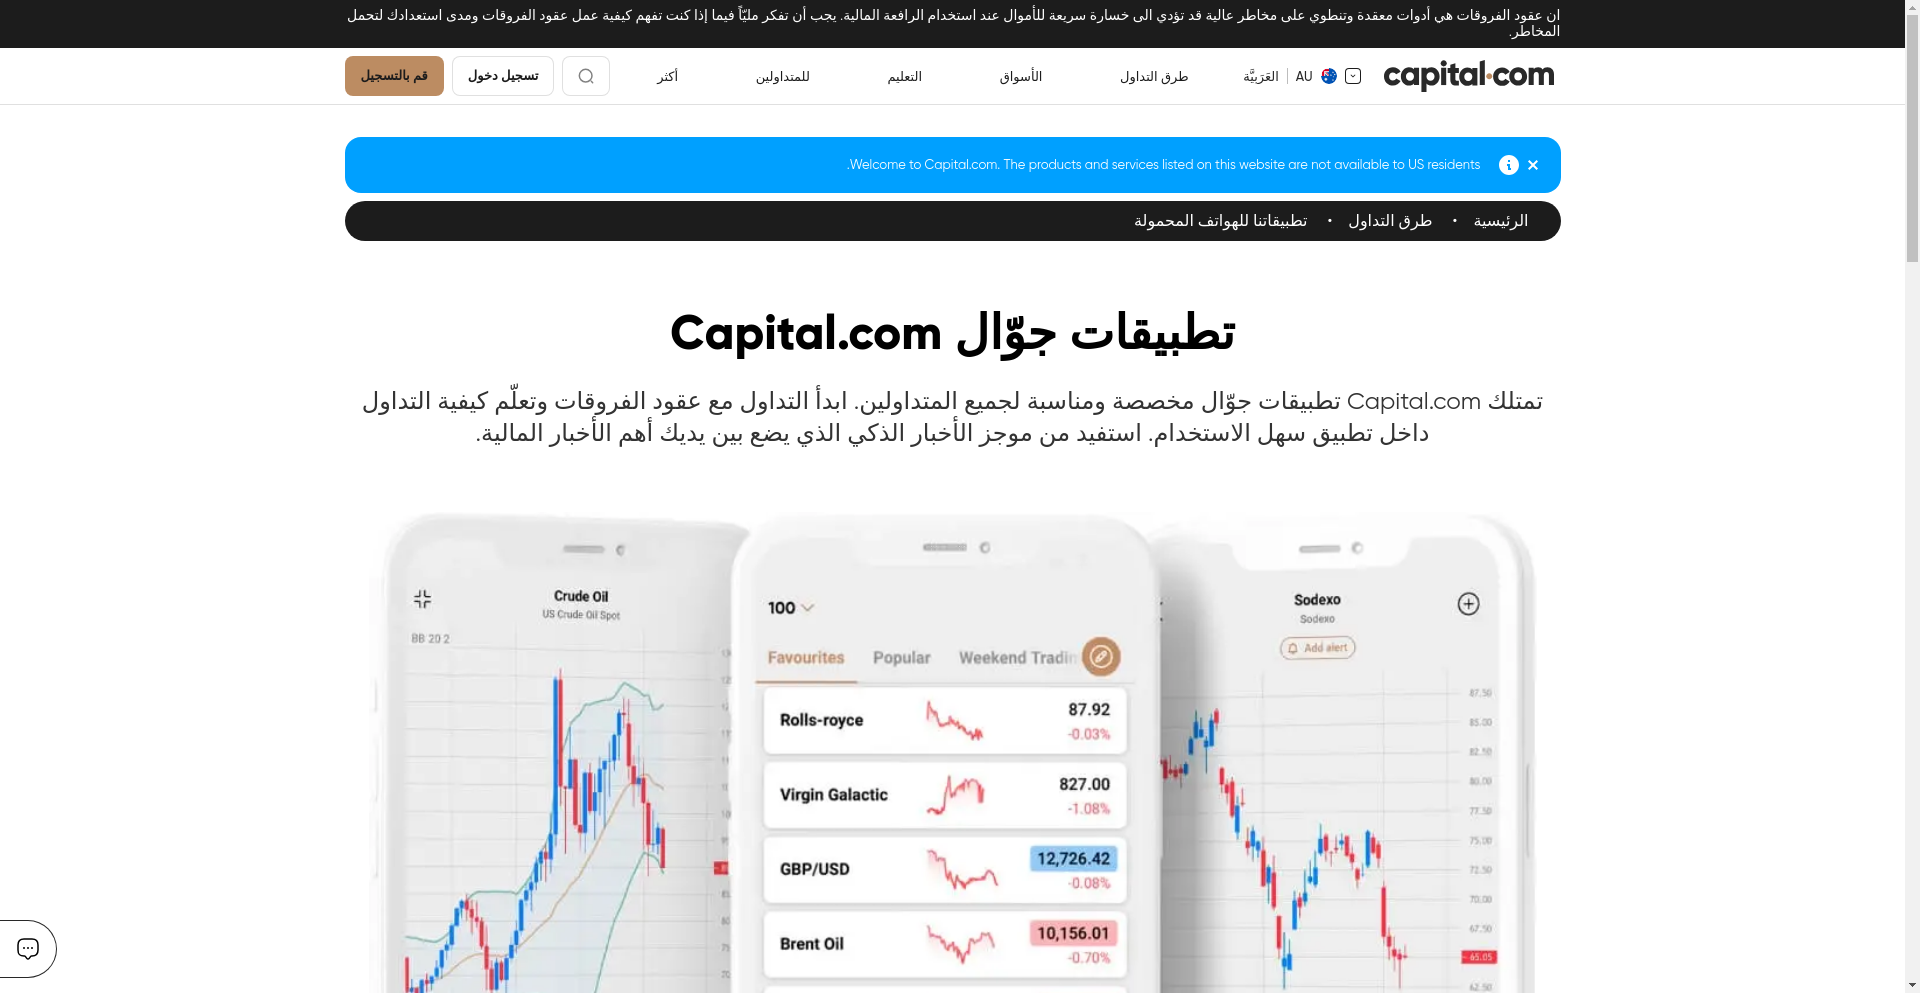 ان عقود الفروقات هي أدوات معقدة وتنطوي على مخاطر عالية قد تؤدي الى خسارة سريعة للأموال عند استخدام الرافعة المالية. يجب أن تفكر مليّاً فيما إذا كنت تفهم كيفية عمل عقود الفروقات ومدى استعدادك لتحمل
المخاطر.
capital.com
AU العَرَبيَّة
طرق التداول
الأسواق
التعليم
للمتداولين
أكثر
تسجيل دخول
قم بالتسجيل
Welcome to Capital.com. The products and services listed on this website are not available to US residents.
الرئيسية • طرق التداول • تطبيقاتنا للهواتف المحمولة
تطبيقات جوّال Capital.com
تمتلك Capital.com تطبيقات جوّال مخصصة ومناسبة لجميع المتداولين. ابدأ التداول مع عقود الفروقات وتعلّم كيفية التداول
داخل تطبيق سهل الاستخدام. استفيد من موجز الأخبار الذكي الذي يضع بين يديك أهم الأخبار المالية.
Crude Oil
US Crude Oil Spot
BB 20 2
100
Favourites Popular Weekend Tradin
Rolls-royce 87.92
-0.03%
Virgin Galactic 827.00
-1.08%
GBP/USD 12,726.42
-0.08%
Brent Oil 10,156.01
-0.70%
Sodexo
Sodexo
Add alert
87.50
85.00
82.50
80.00
77.50
75.00
72.50
70.00
67.50
65.05
62.50